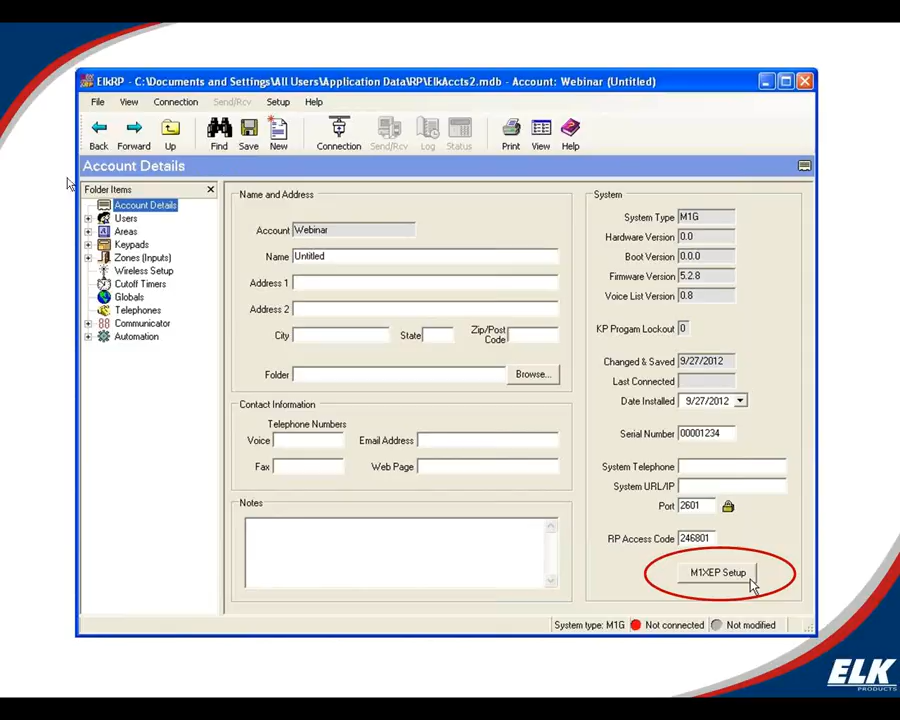 ElkRP - C:\Documents and Settings\All Users\Application Data\RP\ElkAccts2.mdb - Account: Webinar (Untitled)
File View Connection Send/Rcv Setup Help
Back Forward Up Find Save New Connection Send/Rcv Log Status Print View Help
Account Details
Folder Items
Account Details
Users
Areas
Keypads
Zones (Inputs)
Wireless Setup
Cutoff Timers
Globals
Telephones
88 Communicator
Automation
Name and Address
Account Webinar
Name Untitled
Address 1
Address 2
City State Zip/Post Code
Folder Browse...
Contact Information
Telephone Numbers
Voice Email Address
Fax Web Page
Notes
System
System Type M1G
Hardware Version 0.0
Boot Version 0.0.0
Firmware Version 5.2.8
Voice List Version 0.8
KP Progam Lockout 0
Changed & Saved 9/27/2012
Last Connected
Date Installed 9/27/2012
Serial Number 00001234
System Telephone
System URL/IP
Port 2601
RP Access Code 246801
M1XEP Setup
System type: M1G Not connected Not modified
ELK
PRODUCTS